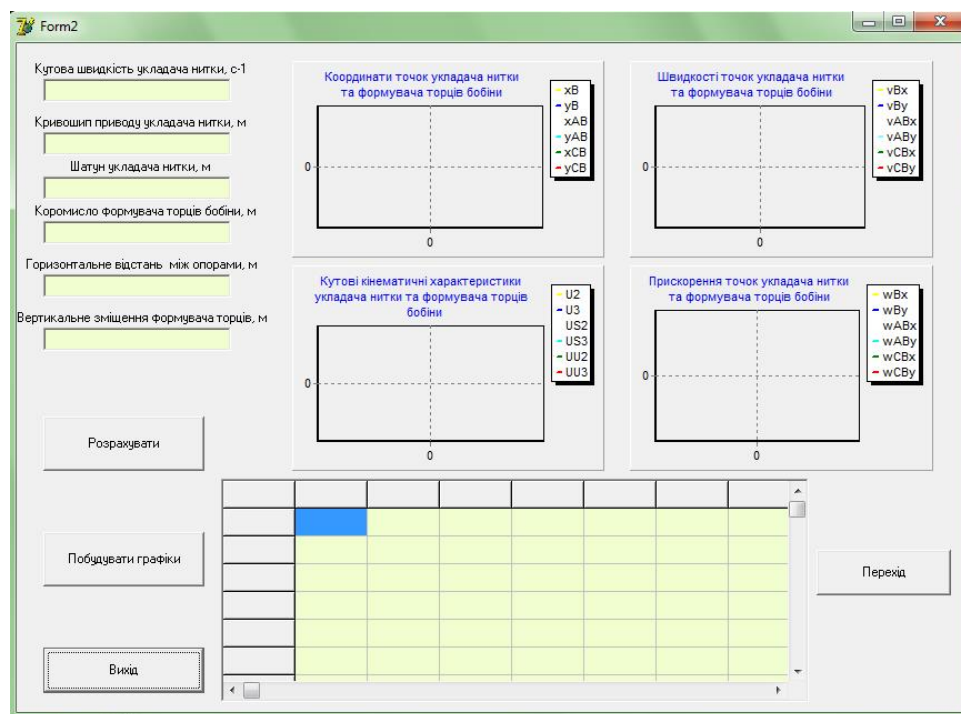 Form2
Кутова швидкість укладача нитки, с-1
Кривошип приводу укладача нитки, м
Шатун укладача нитки, м
Коромисло формувача торців бобіни, м
Горизонтальне відстань між опорами, м
Вертикальне зміщення формувача торців, м
Координати точок укладача нитки
та формувача торців бобіни
xB
yB
xAB
yAB
xCB
yCB
0
0
Швидкості точок укладача нитки
та формувача торців бобіни
vBx
vBy
vABx
vABy
vCBx
vCBy
0
0
Кутові кінематичні характеристики
укладача нитки та формувача торців
бобіни
U2
U3
US2
US3
UU2
UU3
0
0
Прискорення точок укладача нитки
та формувача торців бобіни
wBx
wBy
wABx
wABy
wCBx
wCBy
0
0
Розрахувати
Побудувати графіки
Вихід
Перехід